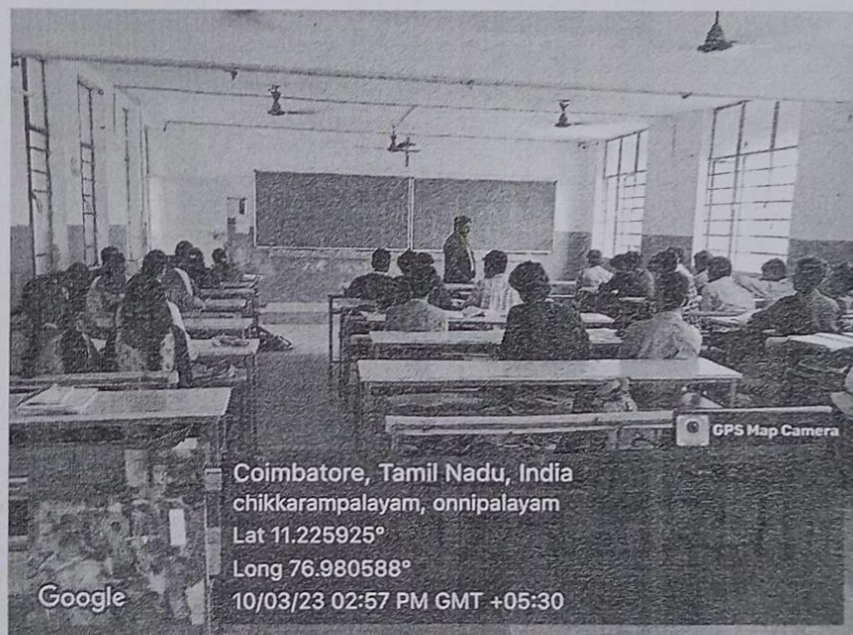 GPS Map Camera
Coimbatore, Tamil Nadu, India
chikkarampalayam, onnipalayam
Lat 11.225925°
Long 76.980588°
10/03/23 02:57 PM GMT +05:30
Google